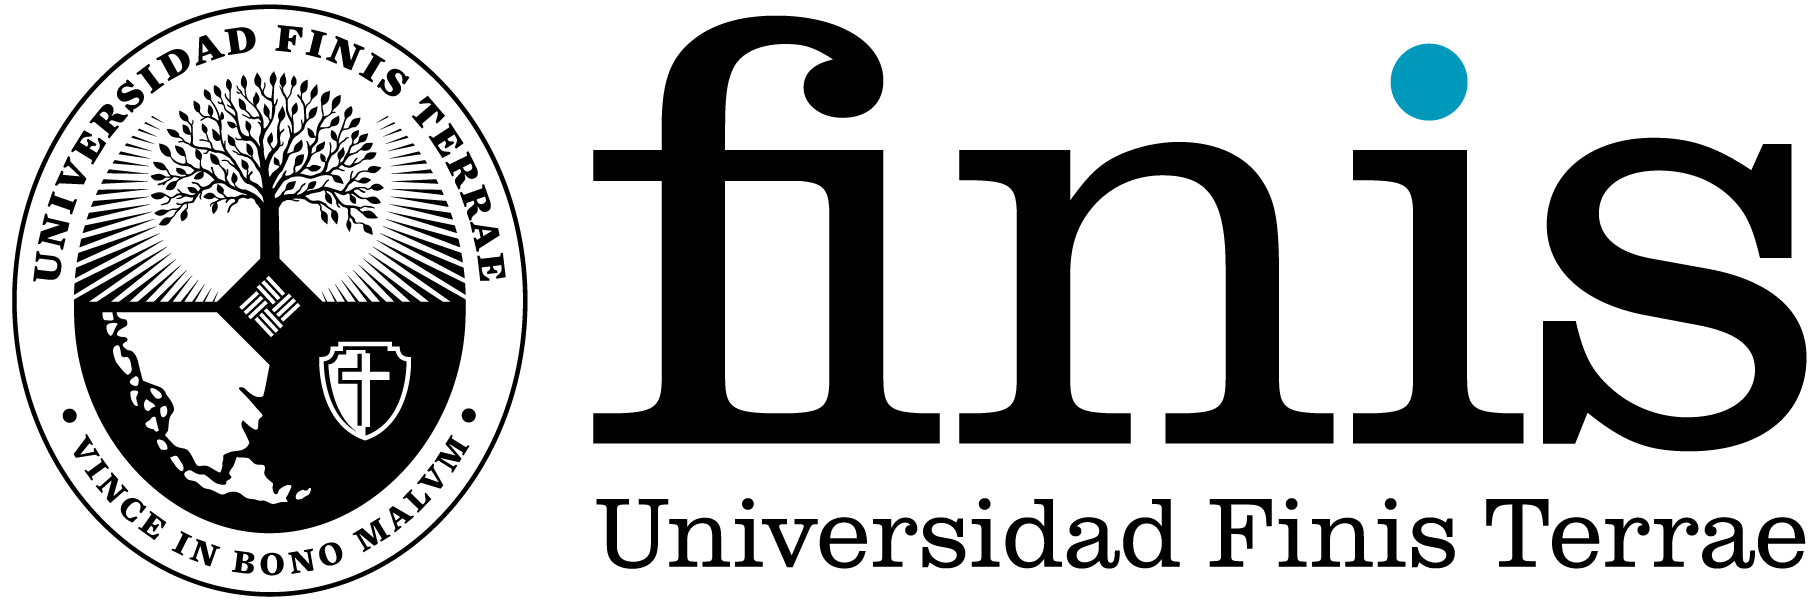 UNIVERSIDAD FINIS TERRAE
VINCE IN BONO MALVM
finis
Universidad Finis Terrae